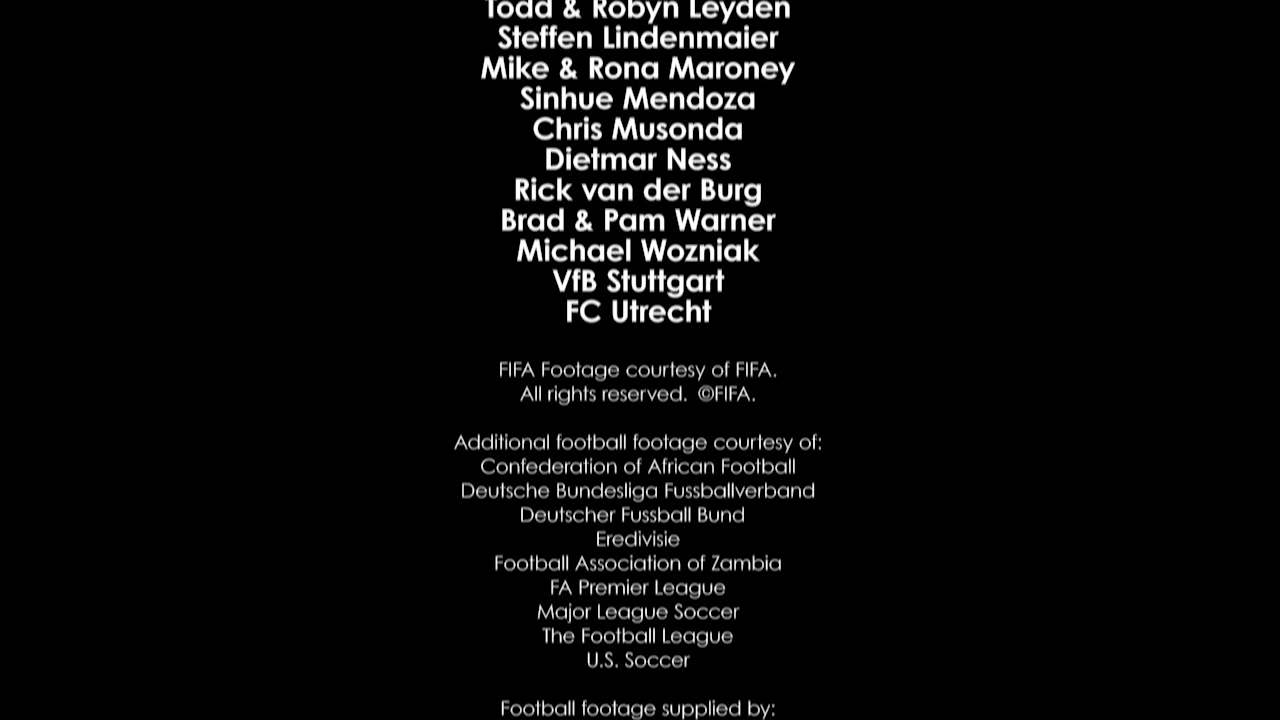 Todd & Robyn Leyden
Steffen Lindenmaier
Mike & Rona Maroney
Sinhue Mendoza
Chris Musonda
Dietmar Ness
Rick van der Burg
Brad & Pam Warner
Michael Wozniak
VfB Stuttgart
FC Utrecht
FIFA Footage courtesy of FIFA.
All rights reserved. ©FIFA.
Additional football footage courtesy of:
Confederation of African Football
Deutsche Bundesliga Fussballverband
Deutscher Fussball Bund
Eredivisie
Football Association of Zambia
FA Premier League
Major League Soccer
The Football League
U.S. Soccer
Football footage supplied by: